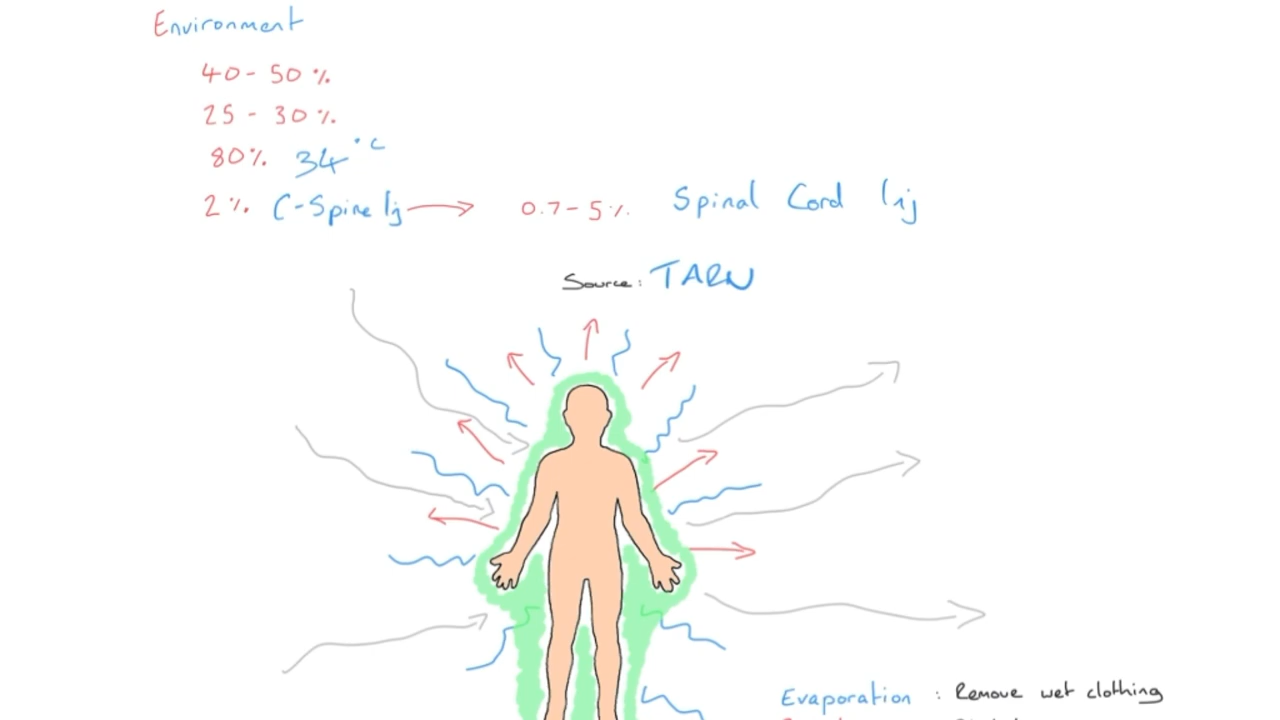 Environment
40 - 50 %
25 - 30 %
80% 34°C
2% C-Spine Ij → 0.7 - 5% Spinal Cord Inj
Source: TARN
Evaporation : Remove wet clothing